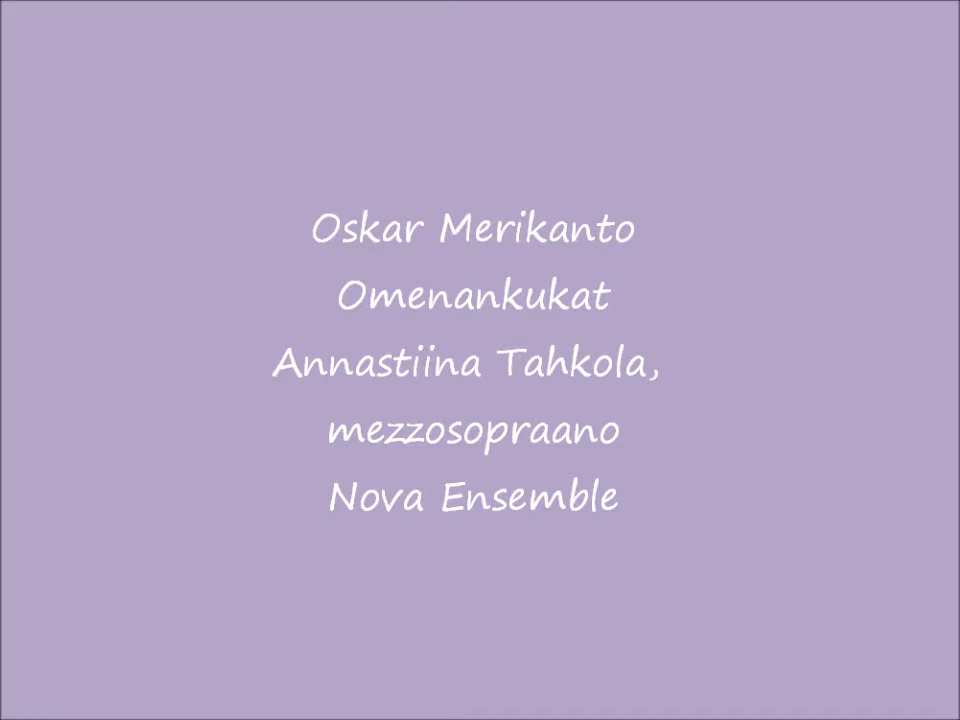 Oskar Merikanto
Omenankukat
Annastiina Tahkola,
mezzosopraano
Nova Ensemble